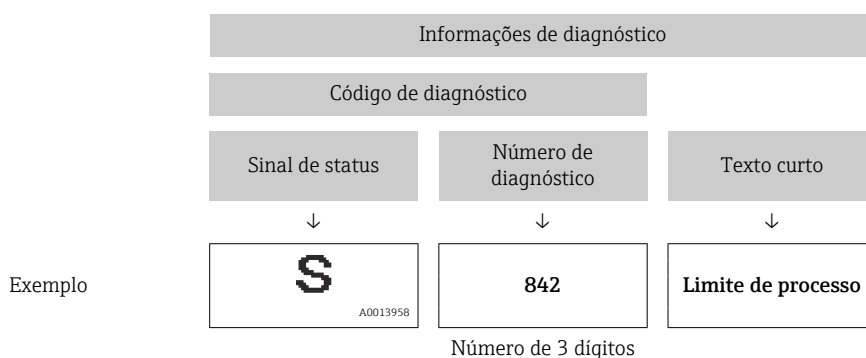 Informações de diagnóstico
Código de diagnóstico
Sinal de status
Número de
diagnóstico
Texto curto
↓ ↓ ↓
Exemplo
S
A0013958
842
Limite de processo
Número de 3 dígitos